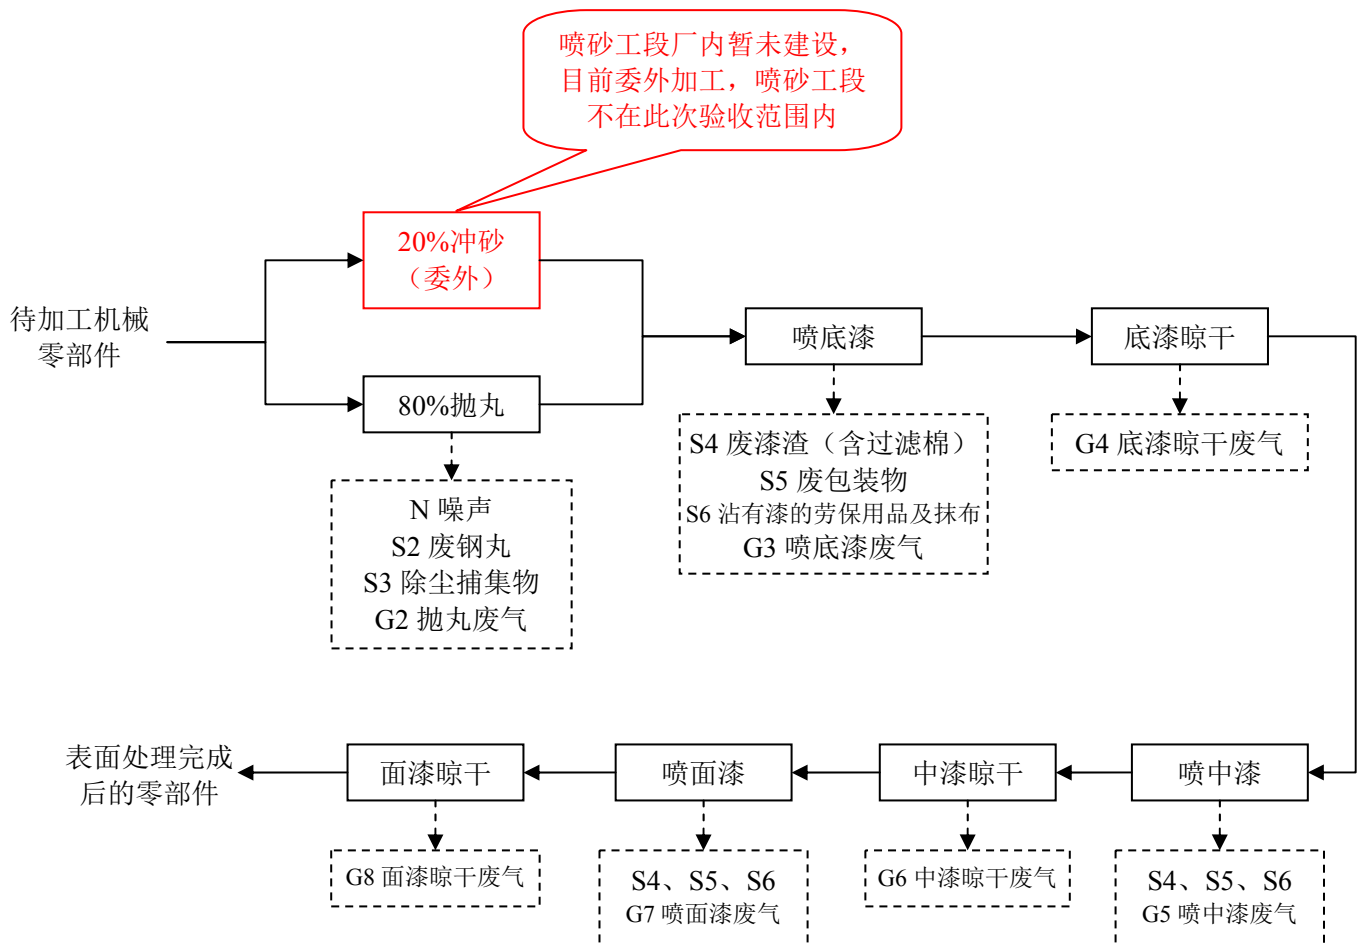 喷砂工段厂内暂未建设，
目前委外加工，喷砂工段
不在此次验收范围内
20%冲砂
（委外）
待加工机械
零部件
80%抛丸
喷底漆
底漆晾干
N 噪声
S2 废钢丸
S3 除尘捕集物
G2 抛丸废气
S4 废漆渣（含过滤棉）
S5 废包装物
S6 沾有漆的劳保用品及抹布
G3 喷底漆废气
G4 底漆晾干废气
表面处理完成
后的零部件
面漆晾干
喷面漆
中漆晾干
喷中漆
G8 面漆晾干废气
S4、S5、S6
G7 喷面漆废气
G6 中漆晾干废气
S4、S5、S6
G5 喷中漆废气